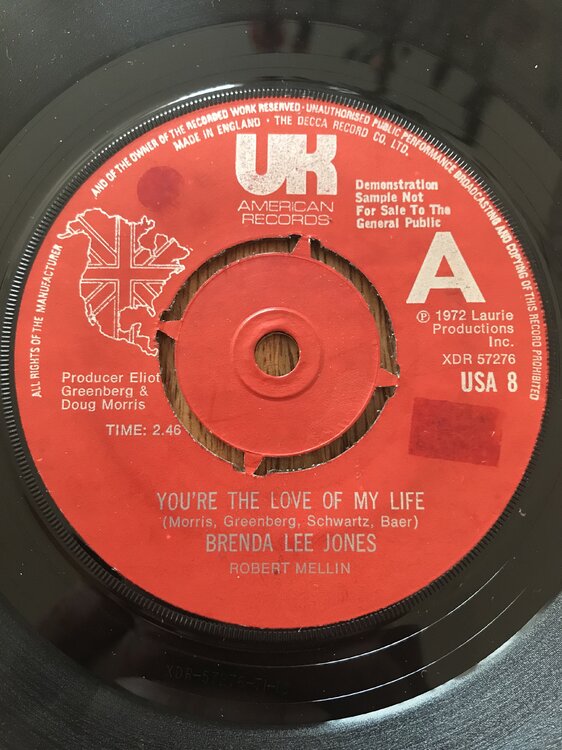 ALL RIGHTS OF THE MANUFACTURER AND OF THE OWNER OF THE RECORDED WORK RESERVED · UNAUTHORISED PUBLIC PERFORMANCE BROADCASTING AND COPYING OF THIS RECORD PROHIBITED
MADE IN ENGLAND · THE DECCA RECORD CO, LTD.
UK
AMERICAN
RECORDS
Demonstration
Sample Not
For Sale To The
General Public
A
℗ 1972 Laurie
Productions
Inc.
XDR 57276
USA 8
Producer Eliot
Greenberg &
Doug Morris
TIME: 2.46
YOU'RE THE LOVE OF MY LIFE
(Morris, Greenberg, Schwartz, Baer)
BRENDA LEE JONES
ROBERT MELLIN